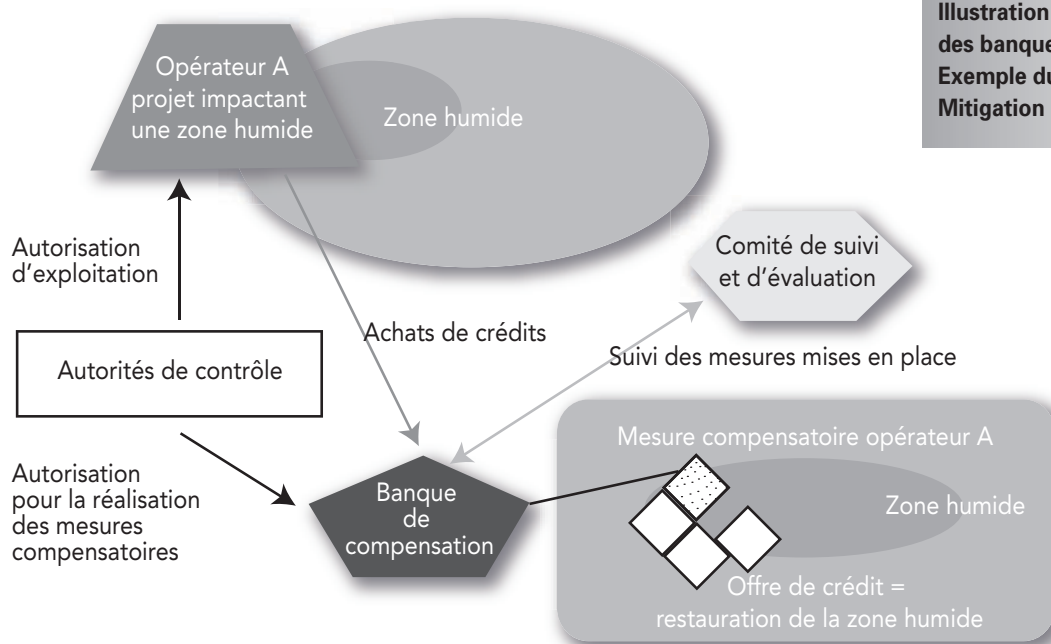 Illustration
des banque
Exemple du
Mitigation
Opérateur A
projet impactant
une zone humide
Zone humide
Autorisation
d'exploitation
Comité de suivi
et d'évaluation
Achats de crédits
Suivi des mesures mises en place
Autorités de contrôle
Mesure compensatoire opérateur A
Autorisation
pour la réalisation
des mesures
compensatoires
Banque
de
compensation
Zone humide
Offre de crédit =
restauration de la zone humide